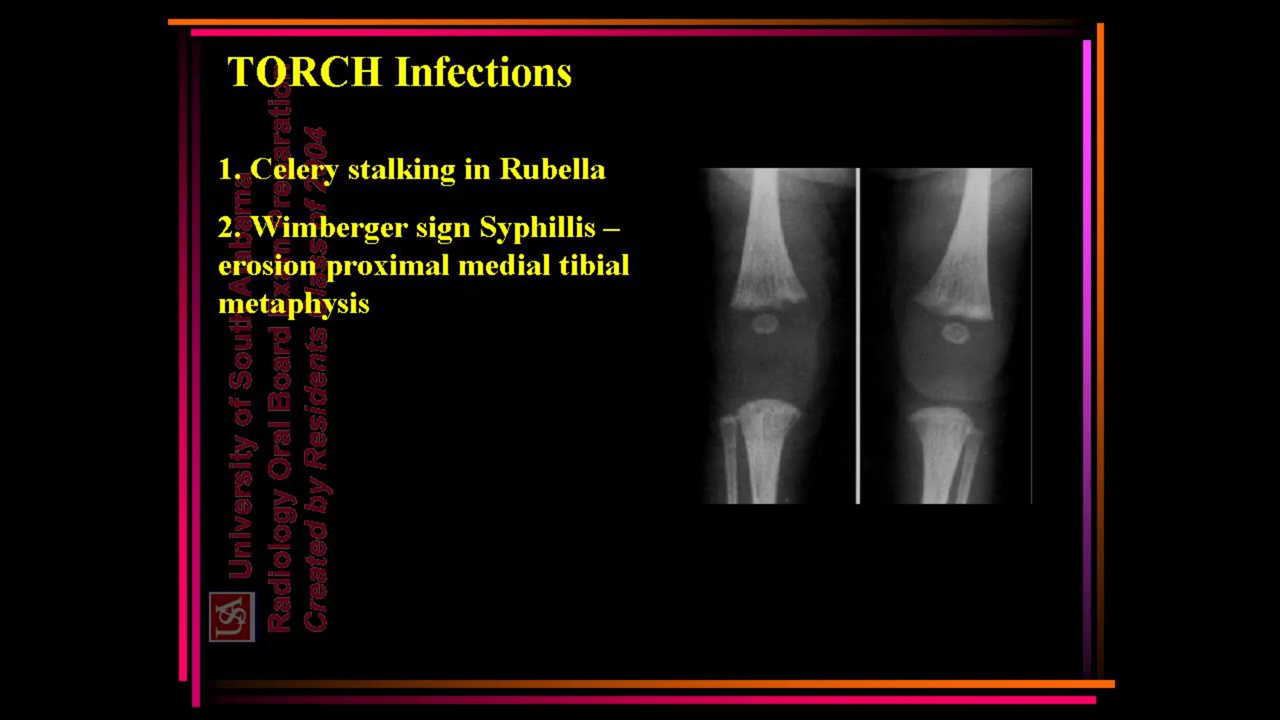 TORCH Infections
1. Celery stalking in Rubella
2. Wimberger sign Syphillis –
erosion proximal medial tibial
metaphysis
University of South Alabama
Radiology Oral Board Exam Preparation
Created by Residents Class of 2004
USA